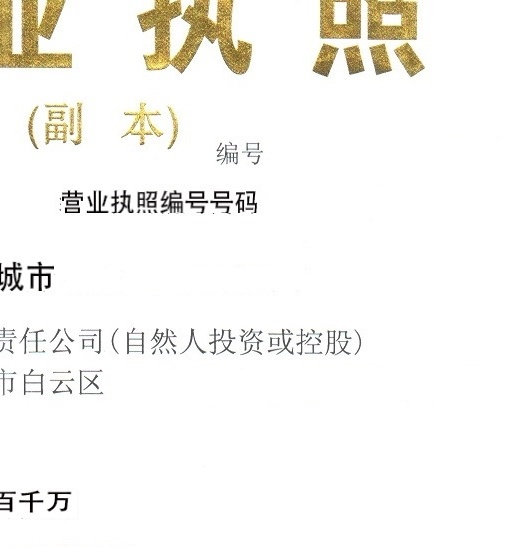 业执照
(副 本)
编号
营业执照编号号码
城市
责任公司(自然人投资或控股)
市白云区
百千万